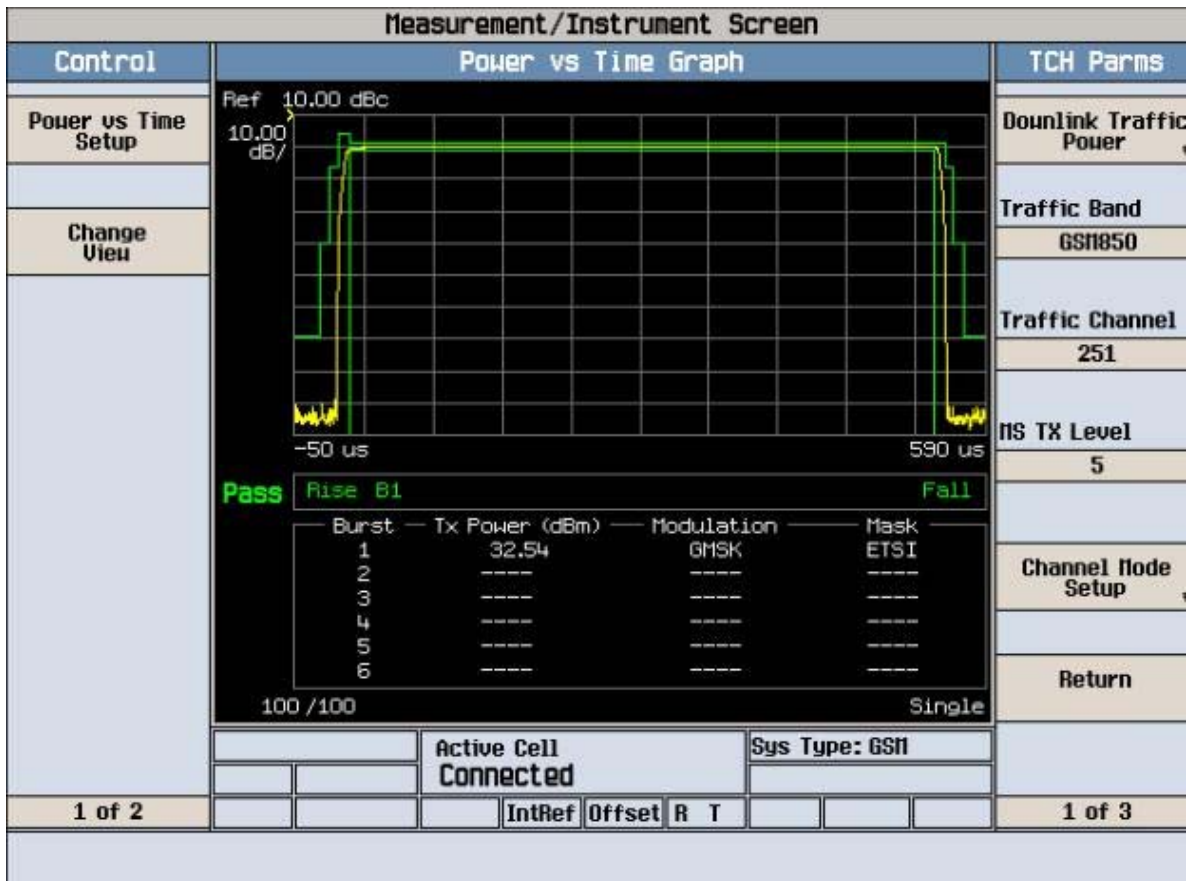 Measurement/Instrument Screen
Control
Power vs Time Graph
TCH Parms
Power vs Time
Setup
Change
View
1 of 2
Ref 10.00 dBc
10.00
dB/
-50 us
590 us
Pass
Rise B1
Fall
Burst Tx Power (dBm) Modulation Mask
1 32.54 GMSK ETSI
2 ---- ---- ----
3 ---- ---- ----
4 ---- ---- ----
5 ---- ---- ----
6 ---- ---- ----
100 /100
Single
Active Cell
Connected
Sys Type: GSM
IntRef
Offset
R T
Downlink Traffic
Power
Traffic Band
GSM850
Traffic Channel
251
MS TX Level
5
Channel Mode
Setup
Return
1 of 3